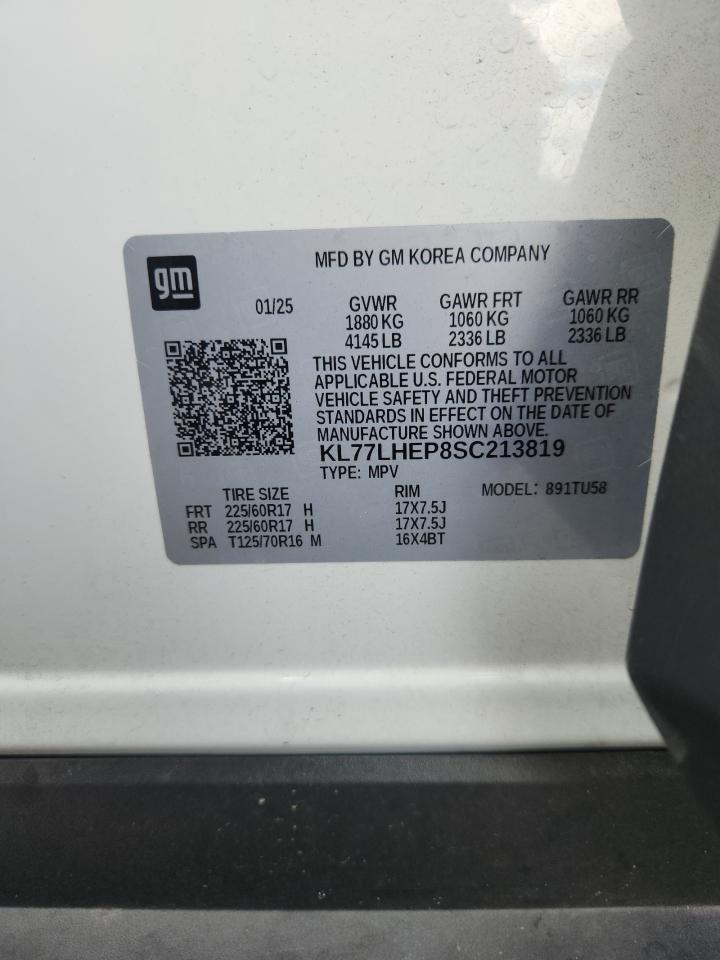 gm
MFD BY GM KOREA COMPANY
01/25 GVWR GAWR FRT GAWR RR
1880 KG 1060 KG 1060 KG
4145 LB 2336 LB 2336 LB
THIS VEHICLE CONFORMS TO ALL
APPLICABLE U.S. FEDERAL MOTOR
VEHICLE SAFETY AND THEFT PREVENTION
STANDARDS IN EFFECT ON THE DATE OF
MANUFACTURE SHOWN ABOVE.
KL77LHEP8SC213819
TYPE: MPV
TIRE SIZE RIM MODEL: 891TU58
FRT 225/60R17 H 17X7.5J
RR 225/60R17 H 17X7.5J
SPA T125/70R16 M 16X4BT